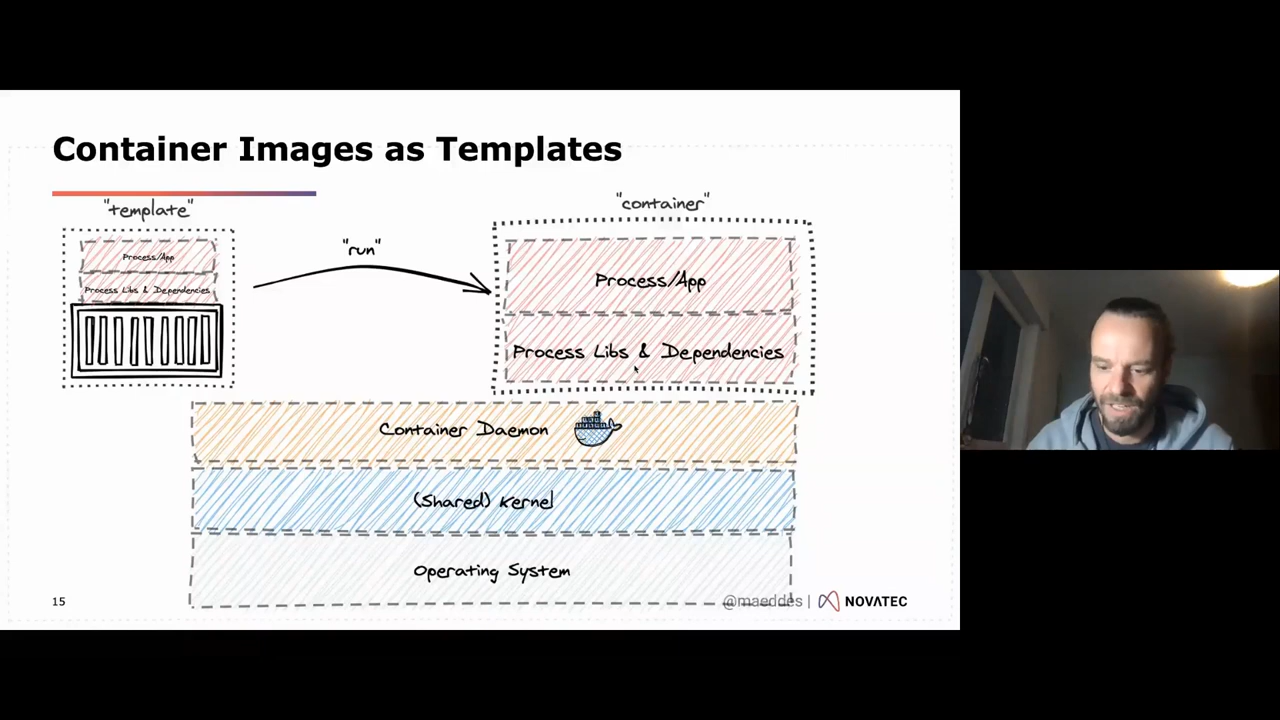 Container Images as Templates
"template"
"container"
"run"
Process/App
Process Libs & Dependencies
Process/App
Process Libs & Dependencies
Container Daemon
(Shared) Kernel
Operating System
15
@maeddes | NOVATEC